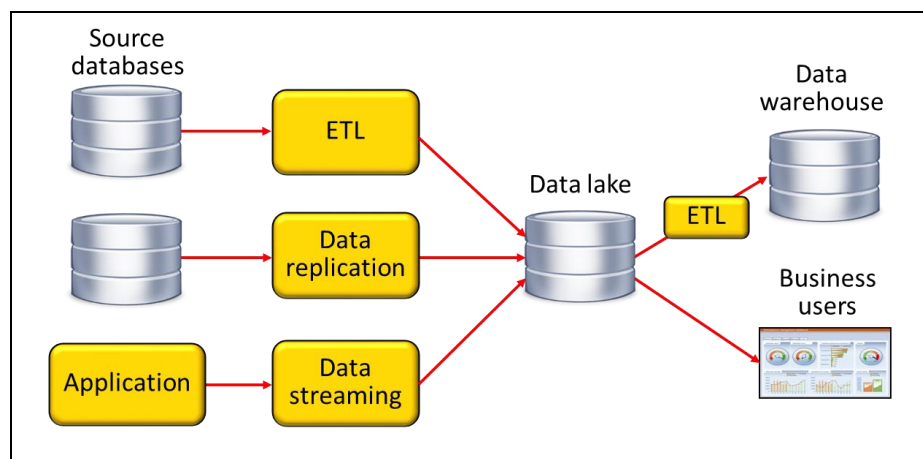 Source
databases
ETL
Data
warehouse
Data lake
ETL
Data
replication
Business
users
Application
Data
streaming